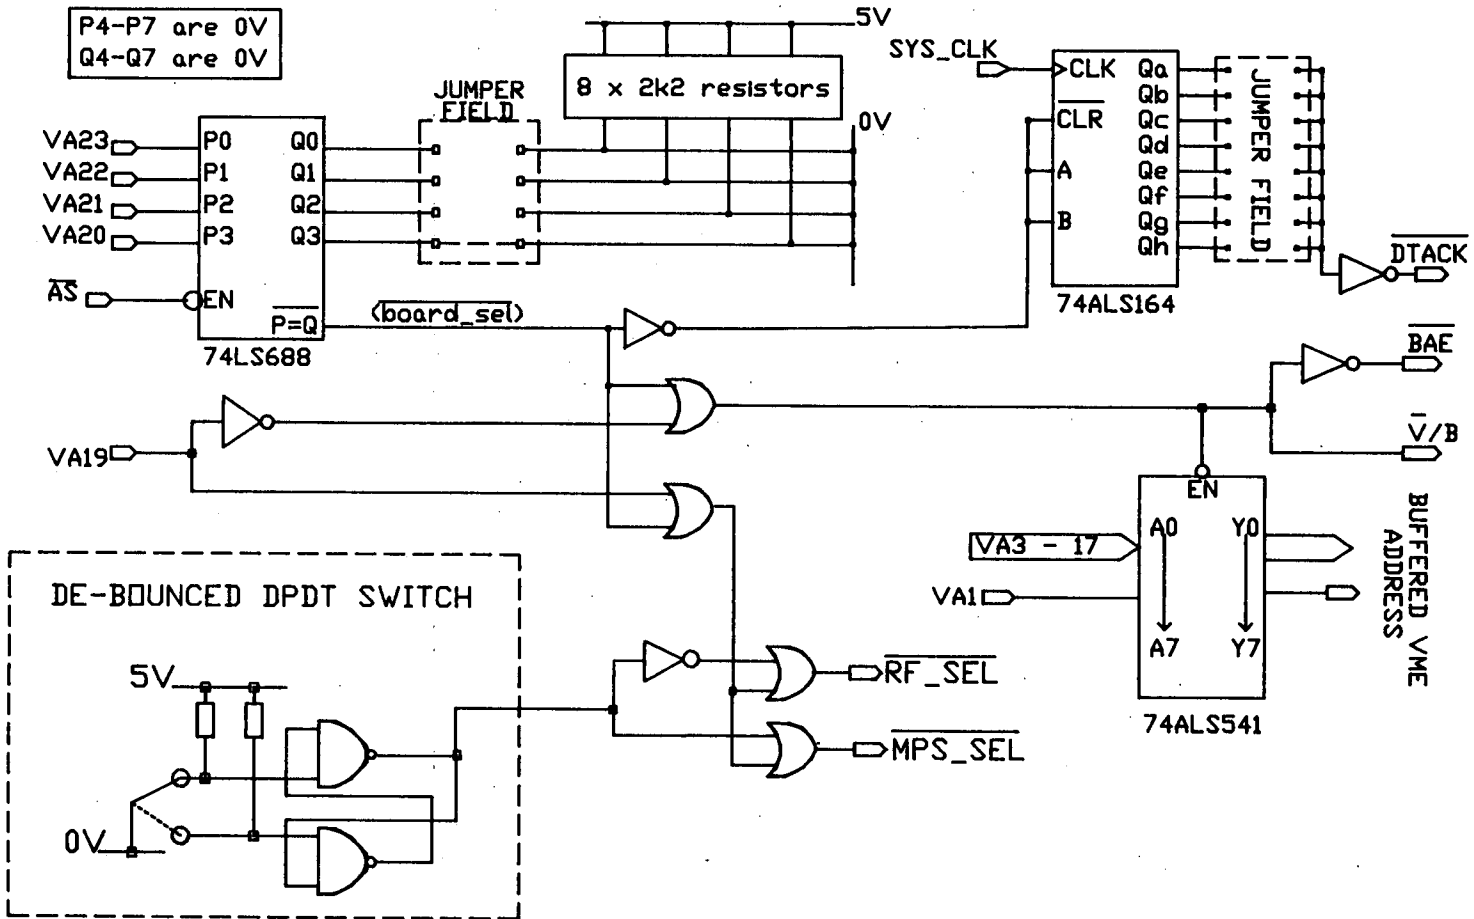 P4-P7 are 0V
Q4-Q7 are 0V
5V
8 x 2k2 resistors
0V
JUMPER
FIELD
SYS_CLK
CLK
CLR
A
B
Qa
Qb
Qc
Qd
Qe
Qf
Qg
Qh
JUMPER FIELD
74ALS164
DTACK
VA23
VA22
VA21
VA20
AS
P0
P1
P2
P3
EN
Q0
Q1
Q2
Q3
P=Q
74LS688
(board_sel)
BAE
V/B
VA19
EN
VA3 - 17
VA1
A0
A7
Y0
Y7
74ALS541
BUFFERED VME
ADDRESS
DE-BOUNCED DPDT SWITCH
5V
0V
RF_SEL
MPS_SEL